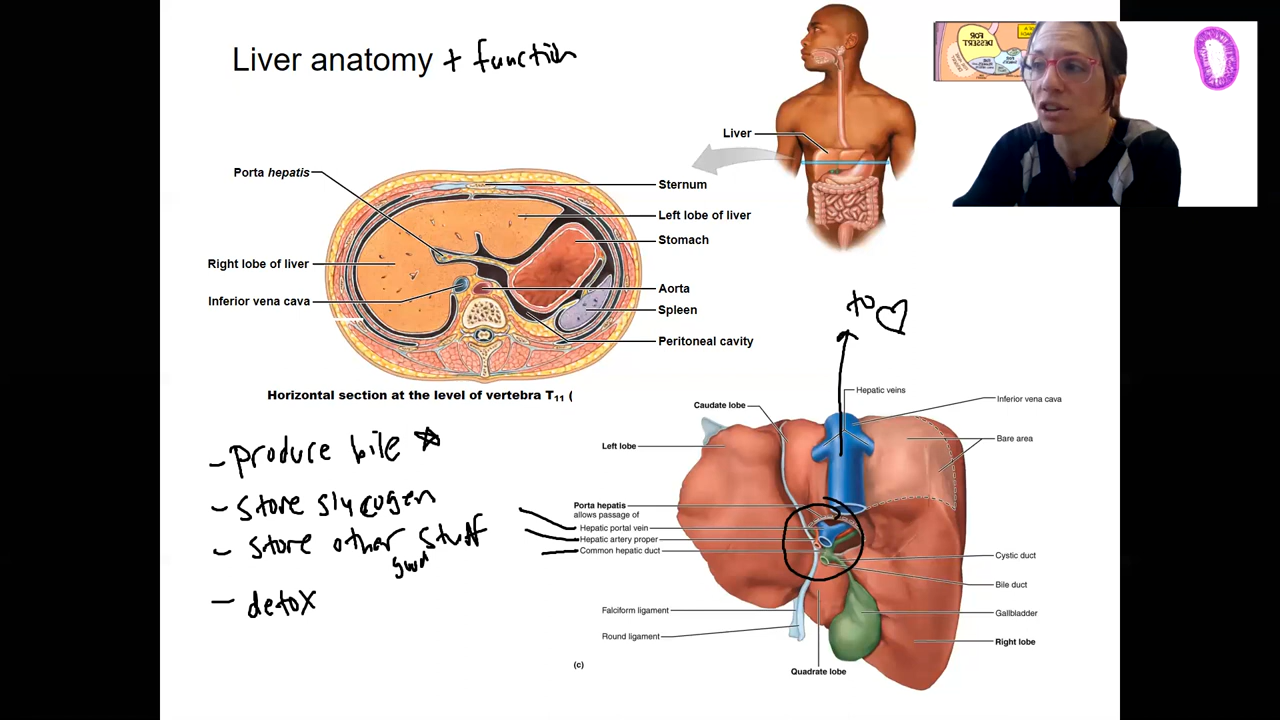 Liver anatomy + function
Liver
Porta hepatis
Sternum
Left lobe of liver
Stomach
Right lobe of liver
Inferior vena cava
Aorta
Spleen
Peritoneal cavity
Horizontal section at the level of vertebra T11 (
to
- produce bile
- store glycogen
- store other stuff
good
- detox
Hepatic veins
Inferior vena cava
Caudate lobe
Left lobe
Bare area
Porta hepatis
allows passage of
Hepatic portal vein
Hepatic artery proper
Common hepatic duct
Cystic duct
Bile duct
Falciform ligament
Gallbladder
Round ligament
Right lobe
Quadrate lobe
(c)
FOR
DESSERT